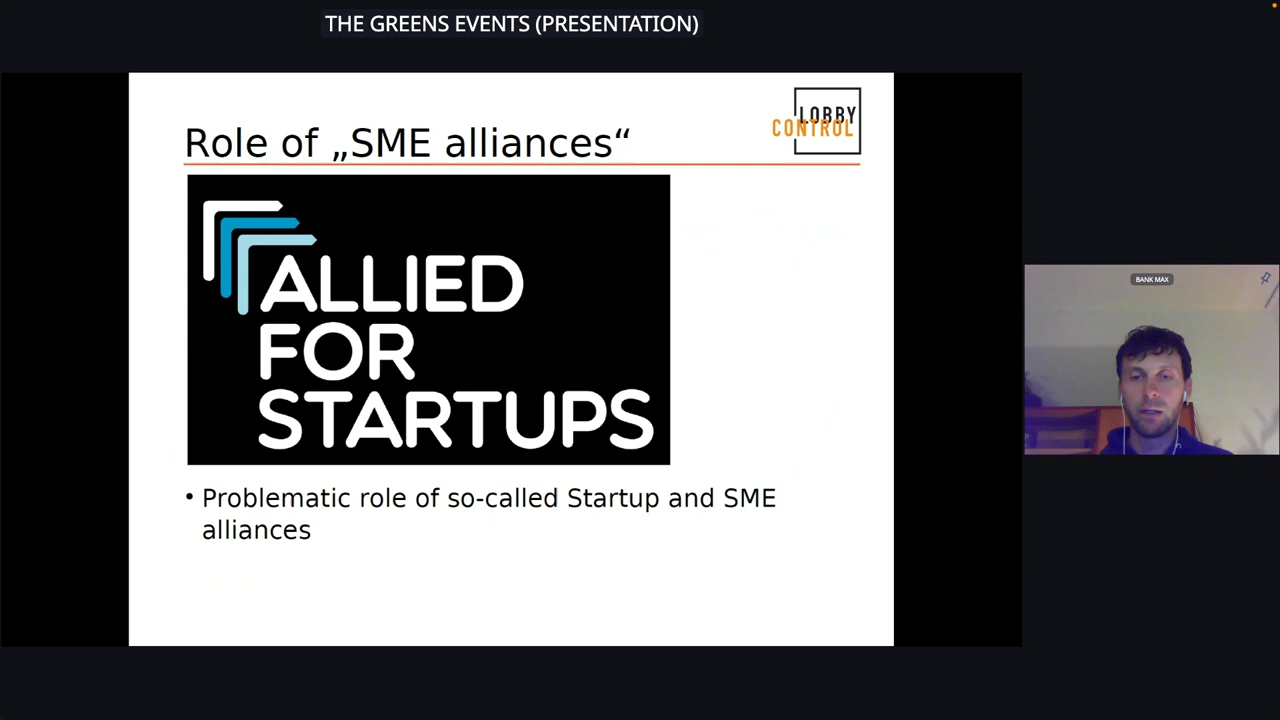 THE GREENS EVENTS (PRESENTATION)
Role of „SME alliances“
LOBBY
CONTROL
ALLIED
FOR
STARTUPS
• Problematic role of so-called Startup and SME
alliances
BANK MAX